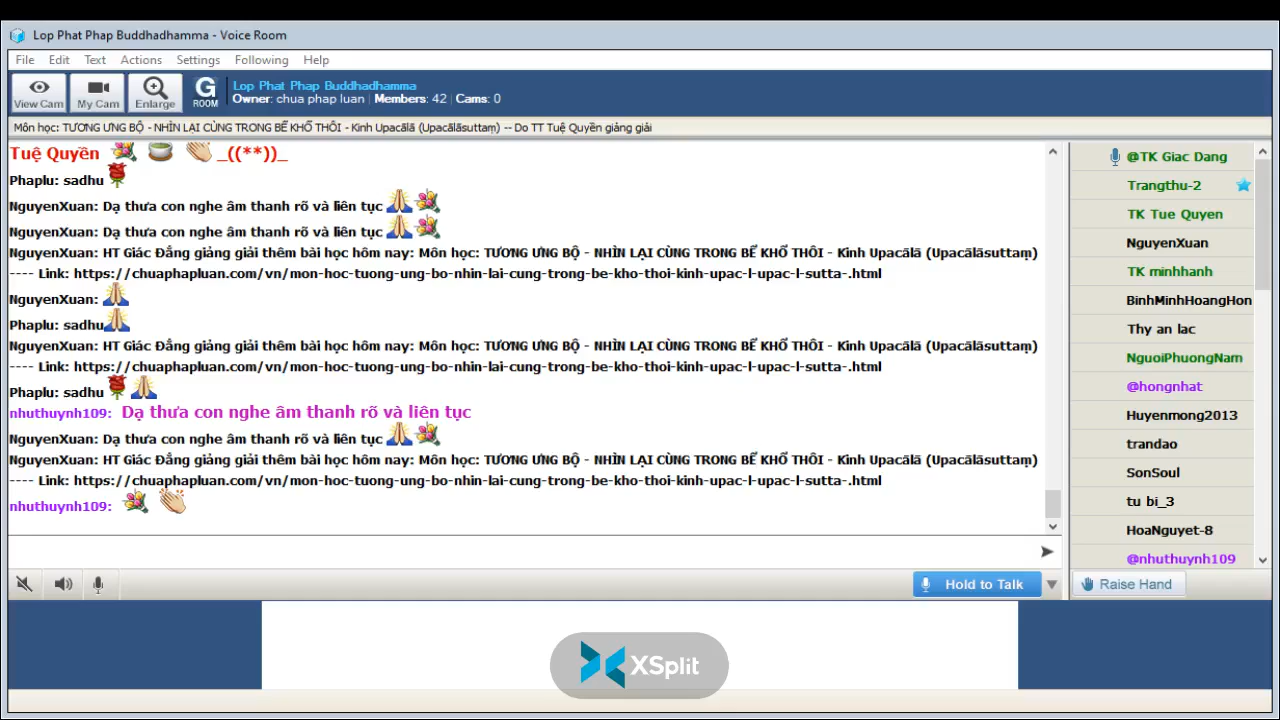 Lop Phat Phap Buddhadhamma - Voice Room
File Edit Text Actions Settings Following Help
View Cam My Cam Enlarge G ROOM
Lop Phat Phap Buddhadhamma
Owner: chua phap luan | Members: 42 | Cams: 0
Môn học: TƯƠNG ƯNG BỘ - NHÌN LẠI CÙNG TRONG BỂ KHỔ THÔI - Kinh Upacālā (Upacālāsuttaṃ) -- Do TT Tuệ Quyền giảng giải
Tuệ Quyền _((**))_
Phaplu: sadhu
NguyenXuan: Dạ thưa con nghe âm thanh rõ và liên tục
NguyenXuan: Dạ thưa con nghe âm thanh rõ và liên tục
NguyenXuan: HT Giác Đẳng giảng giải thêm bài học hôm nay: Môn học: TƯƠNG ƯNG BỘ - NHÌN LẠI CÙNG TRONG BỂ KHỔ THÔI - Kinh Upacālā (Upacālāsuttaṃ)
---- Link: https://chuaphapluan.com/vn/mon-hoc-tuong-ung-bo-nhin-lai-cung-trong-be-kho-thoi-kinh-upac-l-upac-l-sutta-.html
NguyenXuan:
Phaplu: sadhu
NguyenXuan: HT Giác Đẳng giảng giải thêm bài học hôm nay: Môn học: TƯƠNG ƯNG BỘ - NHÌN LẠI CÙNG TRONG BỂ KHỔ THÔI - Kinh Upacālā (Upacālāsuttaṃ)
---- Link: https://chuaphapluan.com/vn/mon-hoc-tuong-ung-bo-nhin-lai-cung-trong-be-kho-thoi-kinh-upac-l-upac-l-sutta-.html
Phaplu: sadhu
nhuthuynh109: Dạ thưa con nghe âm thanh rõ và liên tục
NguyenXuan: Dạ thưa con nghe âm thanh rõ và liên tục
NguyenXuan: HT Giác Đẳng giảng giải thêm bài học hôm nay: Môn học: TƯƠNG ƯNG BỘ - NHÌN LẠI CÙNG TRONG BỂ KHỔ THÔI - Kinh Upacālā (Upacālāsuttaṃ)
---- Link: https://chuaphapluan.com/vn/mon-hoc-tuong-ung-bo-nhin-lai-cung-trong-be-kho-thoi-kinh-upac-l-upac-l-sutta-.html
nhuthuynh109:
@TK Giac Dang
Trangthu-2
TK Tue Quyen
NguyenXuan
TK minhhanh
BinhMinhHoangHon
Thy an lac
NguoiPhuongNam
@hongnhat
Huyenmong2013
trandao
SonSoul
tu bi_3
HoaNguyet-8
@nhuthuynh109
Hold to Talk
Raise Hand
XSplit